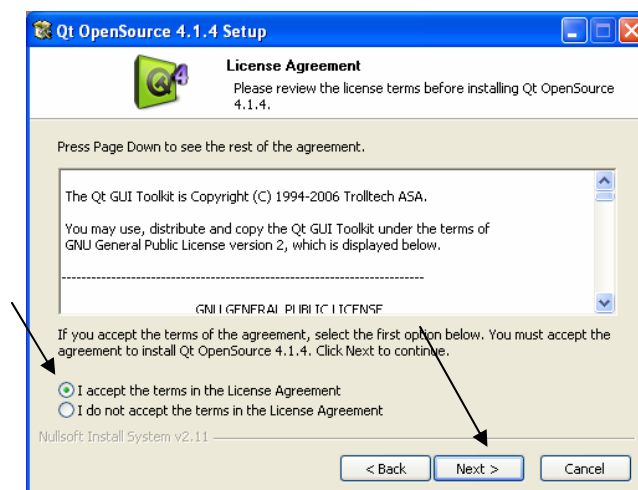 Qt OpenSource 4.1.4 Setup
4
License Agreement
Please review the license terms before installing Qt OpenSource
4.1.4.
Press Page Down to see the rest of the agreement.
The Qt GUI Toolkit is Copyright (C) 1994-2006 Trolltech ASA.
You may use, distribute and copy the Qt GUI Toolkit under the terms of
GNU General Public License version 2, which is displayed below.
-------------------------------------------------------------------------
GNU GENERAL PUBLIC LICENSE
If you accept the terms of the agreement, select the first option below. You must accept the
agreement to install Qt OpenSource 4.1.4. Click Next to continue.
I accept the terms in the License Agreement
I do not accept the terms in the License Agreement
Nullsoft Install System v2.11
< Back
Next >
Cancel